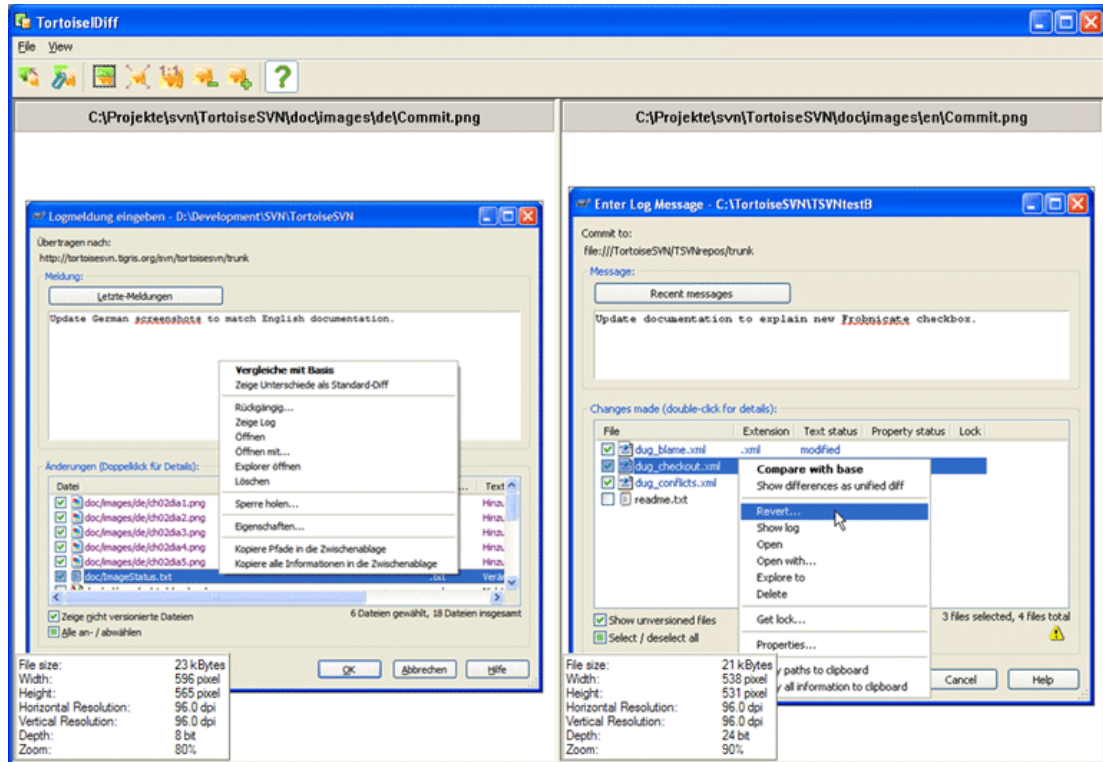 TortoiseIDiff
File View
C:\Projekte\svn\TortoiseSVN\doc\images\de\Commit.png
Logmeldung eingeben - D:\Development\SVN\TortoiseSVN
Übertragen nach:
http://tortoisesvn.tigris.org/svn/tortoisesvn/trunk
Meldung:
Letzte-Meldungen
Update German screenshots to match English documentation.
Vergleiche mit Basis
Zeige Unterschiede als Standard-Diff
Rückgängig...
Zeige Log
Öffnen
Öffnen mit...
Explorer öffnen
Löschen
Sperre holen...
Eigenschaften...
Kopiere Pfade in die Zwischenablage
Kopiere alle Informationen in die Zwischenablage
Änderungen (Doppelklick für Details):
Datei ... Text
doc/images/de/ch02dia1.png Hinzu
doc/images/de/ch02dia2.png Hinzu
doc/images/de/ch02dia3.png Hinzu
doc/images/de/ch02dia4.png Hinzu
doc/images/de/ch02dia5.png Hinzu
doc/ImageStatus.txt .txt Verän
Zeige nicht versionierte Dateien
6 Dateien gewählt, 18 Dateien insgesamt
Alle an- / abwählen
OK Abbrechen Hilfe
File size: 23 kBytes
Width: 596 pixel
Height: 565 pixel
Horizontal Resolution: 96.0 dpi
Vertical Resolution: 96.0 dpi
Depth: 8 bit
Zoom: 80%
C:\Projekte\svn\TortoiseSVN\doc\images\en\Commit.png
Enter Log Message - C:\TortoiseSVN\TSVNtestB
Commit to:
file:///TortoiseSVN/TSVNrepos/trunk
Message:
Recent messages
Update documentation to explain new Frobnicate checkbox.
Changes made (double-click for details):
File Extension Text status Property status Lock
dug_blame.xml .xml modified
dug_checkout.xml
dug_conflicts.xml
readme.txt
Compare with base
Show differences as unified diff
Revert...
Show log
Open
Open with...
Explore to
Delete
Get lock...
Properties...
y paths to clipboard
y all information to clipboard
Show unversioned files
3 files selected, 4 files total
Select / deselect all
Cancel Help
File size: 21 kBytes
Width: 538 pixel
Height: 531 pixel
Horizontal Resolution: 96.0 dpi
Vertical Resolution: 96.0 dpi
Depth: 24 bit
Zoom: 90%